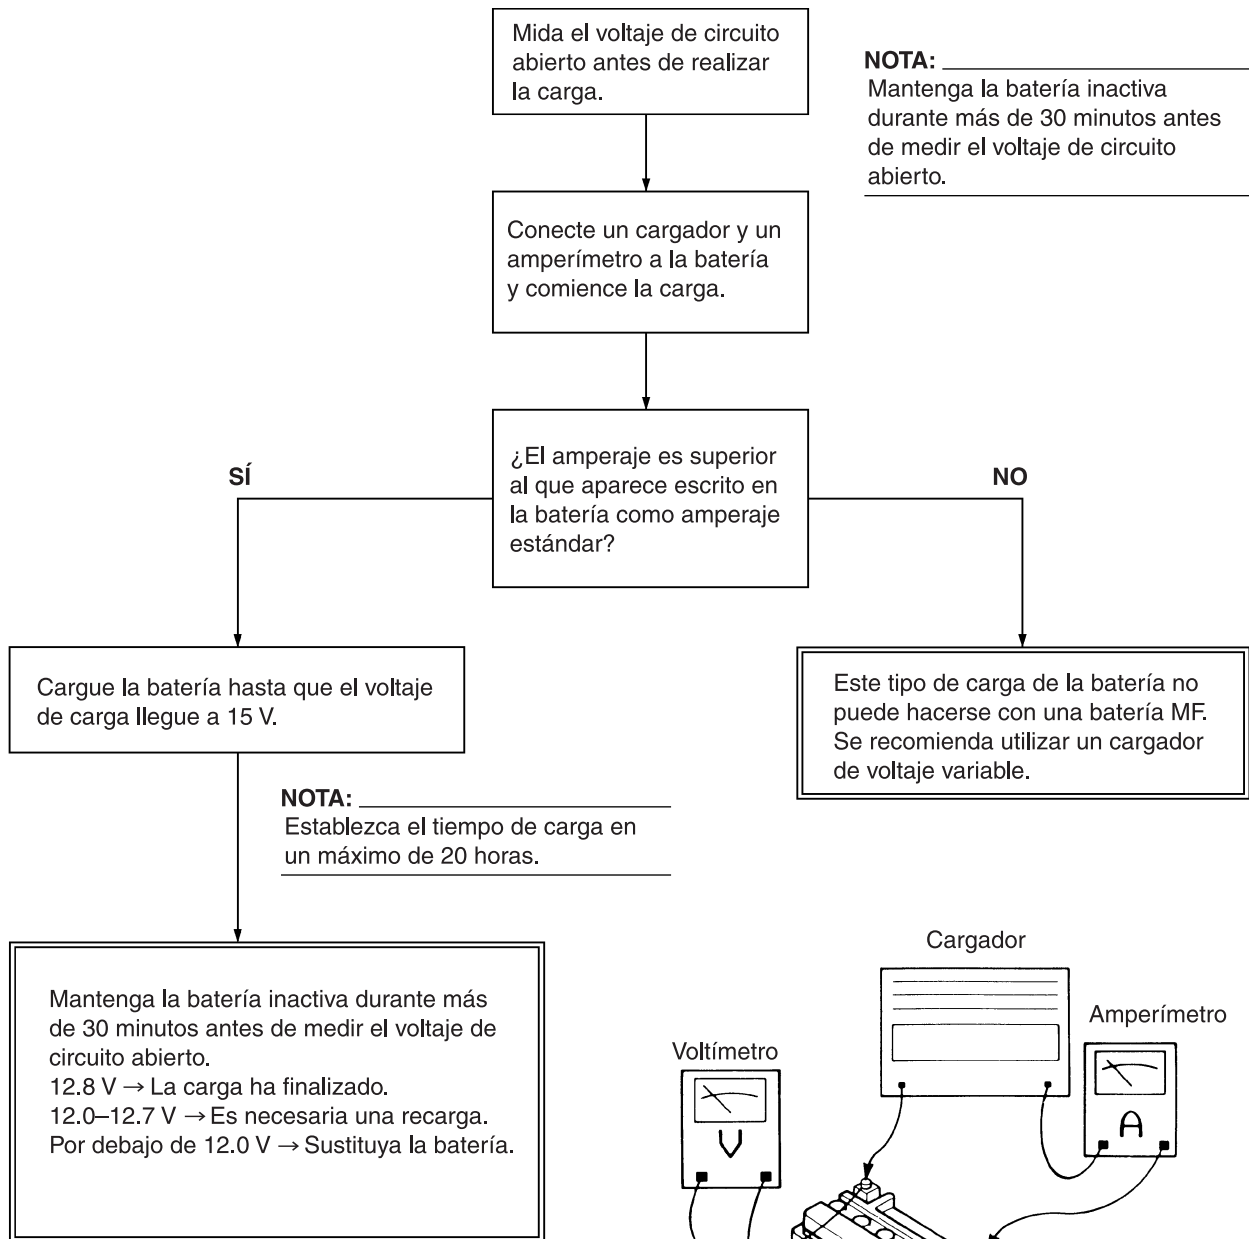 Mida el voltaje de circuito
abierto antes de realizar
la carga.
NOTA:
Mantenga la batería inactiva
durante más de 30 minutos antes
de medir el voltaje de circuito
abierto.
Conecte un cargador y un
amperímetro a la batería
y comience la carga.
¿El amperaje es superior
al que aparece escrito en
la batería como amperaje
estándar?
SÍ
NO
Cargue la batería hasta que el voltaje
de carga llegue a 15 V.
Este tipo de carga de la batería no
puede hacerse con una batería MF.
Se recomienda utilizar un cargador
de voltaje variable.
NOTA:
Establezca el tiempo de carga en
un máximo de 20 horas.
Mantenga la batería inactiva durante más
de 30 minutos antes de medir el voltaje de
circuito abierto.
12.8 V → La carga ha finalizado.
12.0–12.7 V → Es necesaria una recarga.
Por debajo de 12.0 V → Sustituya la batería.
Cargador
Amperímetro
Voltímetro
V
A